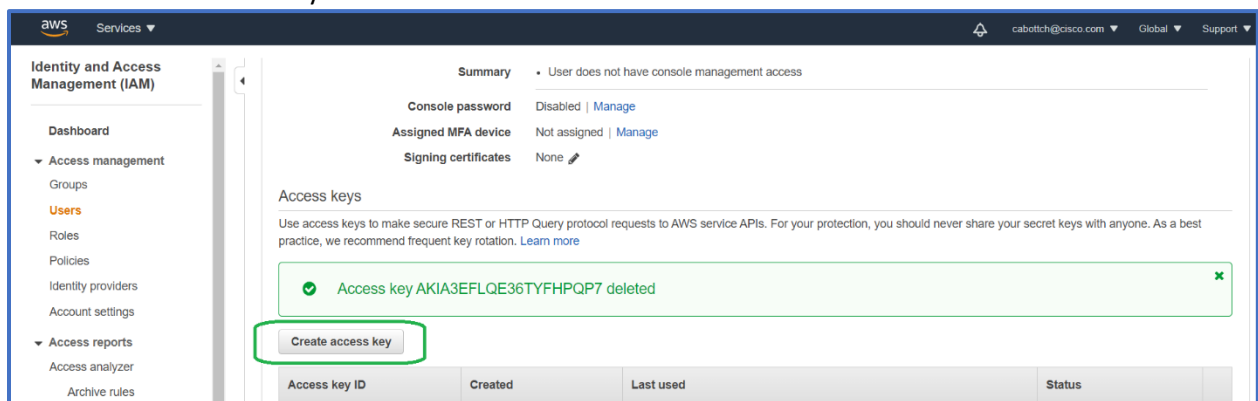 aws Services ▼ cabottch@cisco.com ▼ Global ▼ Support ▼
Identity and Access
Management (IAM)
Dashboard
Access management
Groups
Users
Roles
Policies
Identity providers
Account settings
Access reports
Access analyzer
Archive rules
Summary • User does not have console management access
Console password Disabled | Manage
Assigned MFA device Not assigned | Manage
Signing certificates None
Access keys
Use access keys to make secure REST or HTTP Query protocol requests to AWS service APIs. For your protection, you should never share your secret keys with anyone. As a best
practice, we recommend frequent key rotation. Learn more
Access key AKIA3EFLQE36TYFHPQP7 deleted
Create access key
Access key ID Created Last used Status